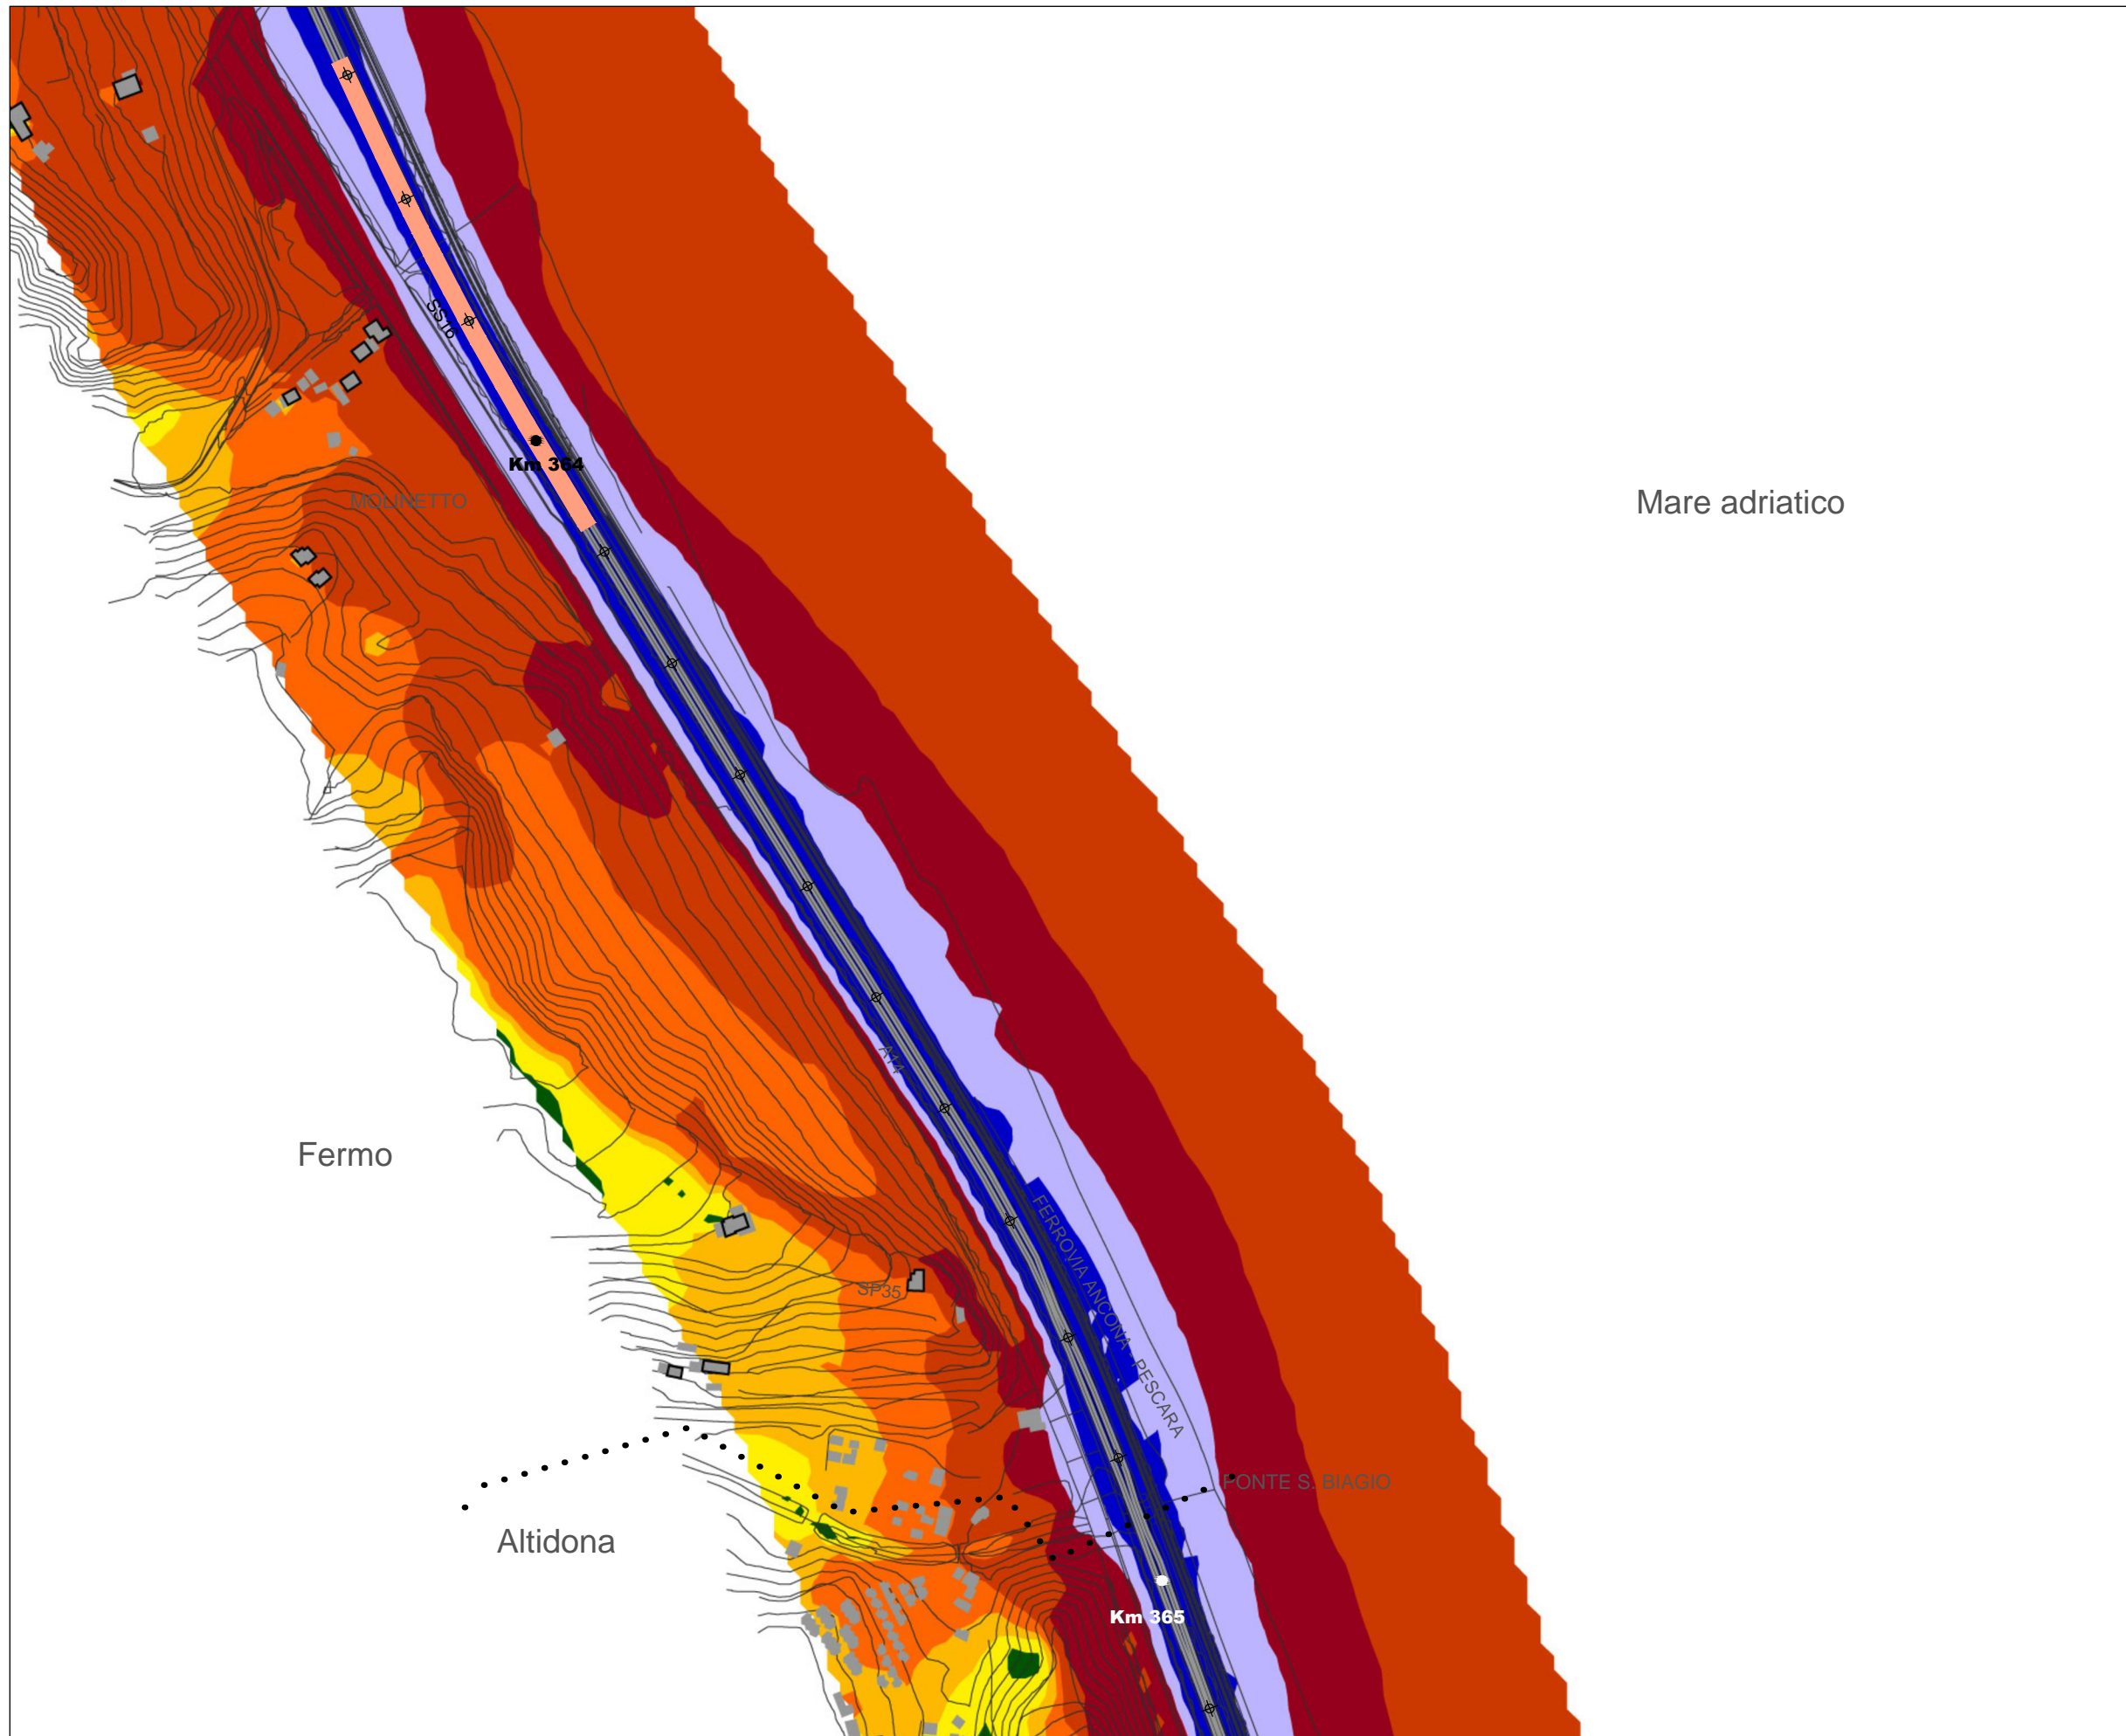 SS16
Km 364
MOLINETTO
Mare adriatico
A14
Fermo
FERROVIA ANCONA - PESCARA
SP35
PONTE S. BIAGIO
Altidona
Km 365